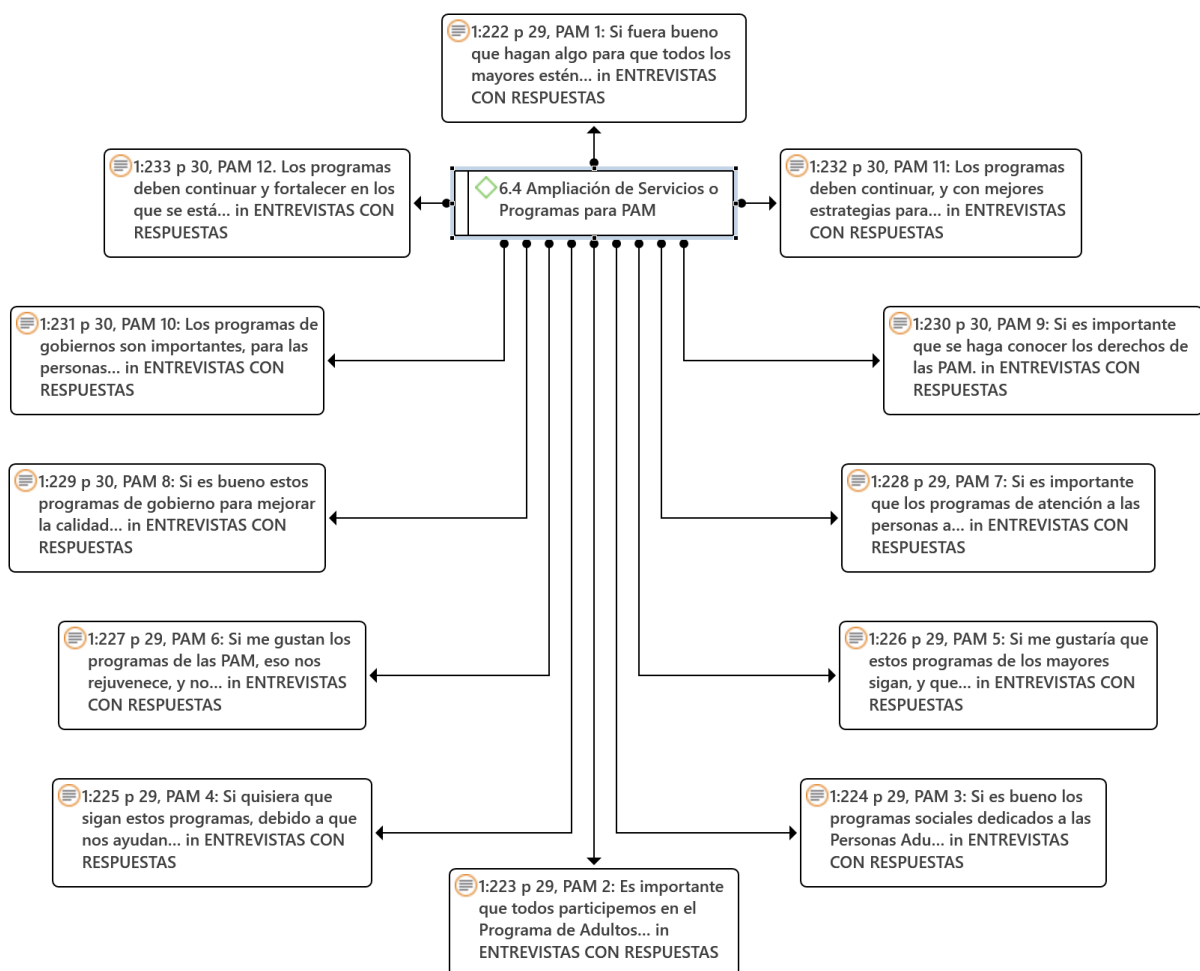 1:222 p 29, PAM 1: Si fuera bueno
que hagan algo para que todos los
mayores estén... in ENTREVISTAS
CON RESPUESTAS
1:233 p 30, PAM 12. Los programas
deben continuar y fortalecer en los
que se está... in ENTREVISTAS CON
RESPUESTAS
6.4 Ampliación de Servicios o
Programas para PAM
1:232 p 30, PAM 11: Los programas
deben continuar, y con mejores
estrategias para... in ENTREVISTAS
CON RESPUESTAS
1:231 p 30, PAM 10: Los programas de
gobiernos son importantes, para las
personas... in ENTREVISTAS CON
RESPUESTAS
1:230 p 30, PAM 9: Si es importante
que se haga conocer los derechos de
las PAM. in ENTREVISTAS CON
RESPUESTAS
1:229 p 30, PAM 8: Si es bueno estos
programas de gobierno para mejorar
la calidad... in ENTREVISTAS CON
RESPUESTAS
1:228 p 29, PAM 7: Si es importante
que los programas de atención a las
personas a... in ENTREVISTAS CON
RESPUESTAS
1:227 p 29, PAM 6: Si me gustan los
programas de las PAM, eso nos
rejuvenece, y no... in ENTREVISTAS
CON RESPUESTAS
1:226 p 29, PAM 5: Si me gustaría que
estos programas de los mayores
sigan, y que... in ENTREVISTAS CON
RESPUESTAS
1:225 p 29, PAM 4: Si quisiera que
sigan estos programas, debido a que
nos ayudan... in ENTREVISTAS CON
RESPUESTAS
1:224 p 29, PAM 3: Si es bueno los
programas sociales dedicados a las
Personas Adu... in ENTREVISTAS
CON RESPUESTAS
1:223 p 29, PAM 2: Es importante
que todos participemos en el
Programa de Adultos... in
ENTREVISTAS CON RESPUESTAS